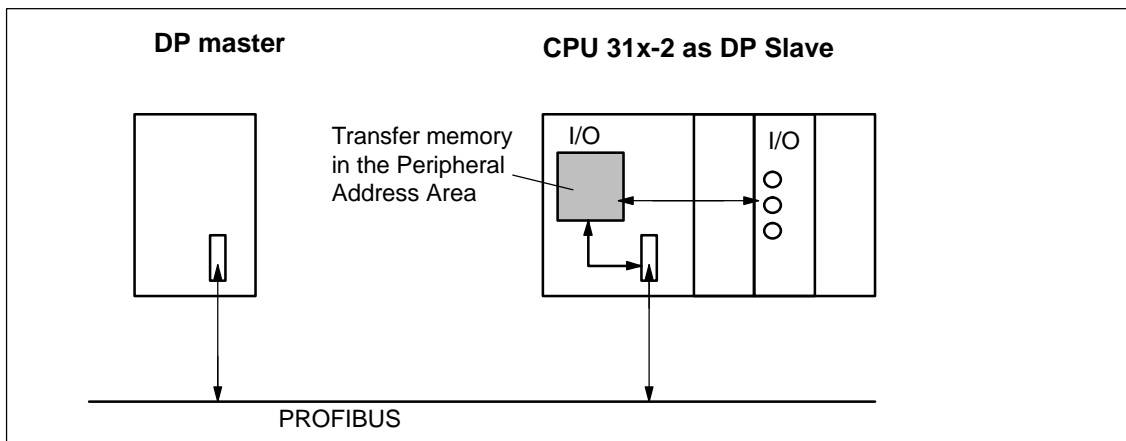 DP master
CPU 31x-2 as DP Slave
Transfer memory
in the Peripheral
Address Area
I/O
I/O
PROFIBUS